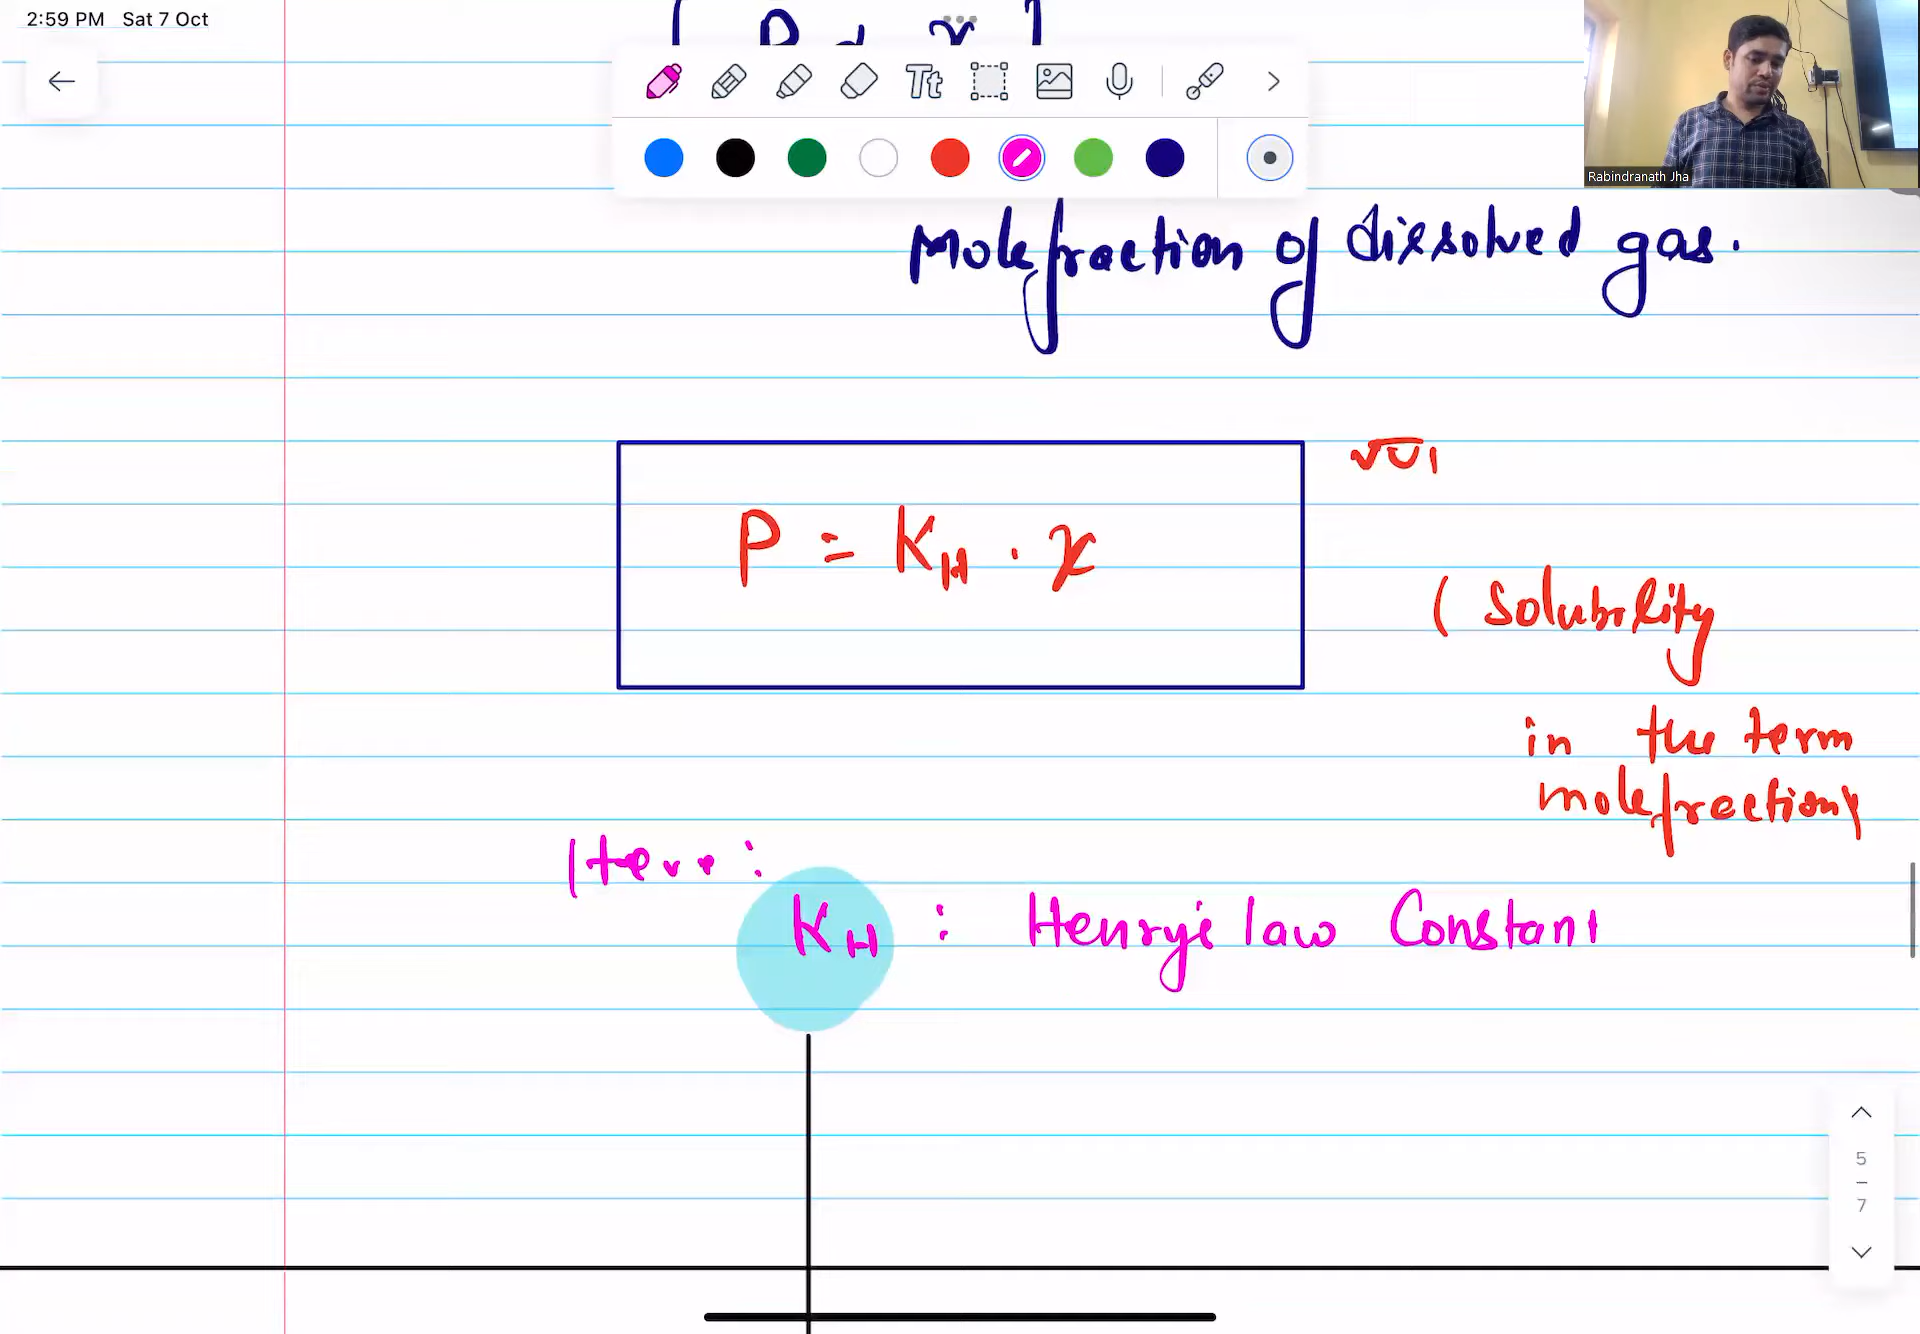 2:59 PM Sat 7 Oct
P α x
Tt
Rabindranath Jha
Molefraction of dissolved gas.
P = KH . x
(Solubility
in the term
molefraction)
Here :
KH : Henry's law Constant
5
7